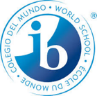 COLEGIO DEL MUNDO • WORLD SCHOOL • ÉCOLE DU MONDE •
ib
®